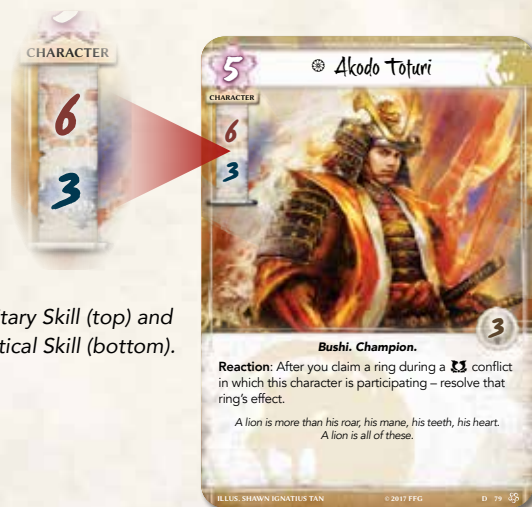 CHARACTER
6
3
tary Skill (top) and
tical Skill (bottom).
5
Akodo Toturi
CHARACTER
6
3
3
Bushi. Champion.
Reaction: After you claim a ring during a conflict
in which this character is participating – resolve that
ring's effect.
A lion is more than his roar, his mane, his teeth, his heart.
A lion is all of these.
ILLUS. SHAWN IGNATIUS TAN ©2017 FFG D 79